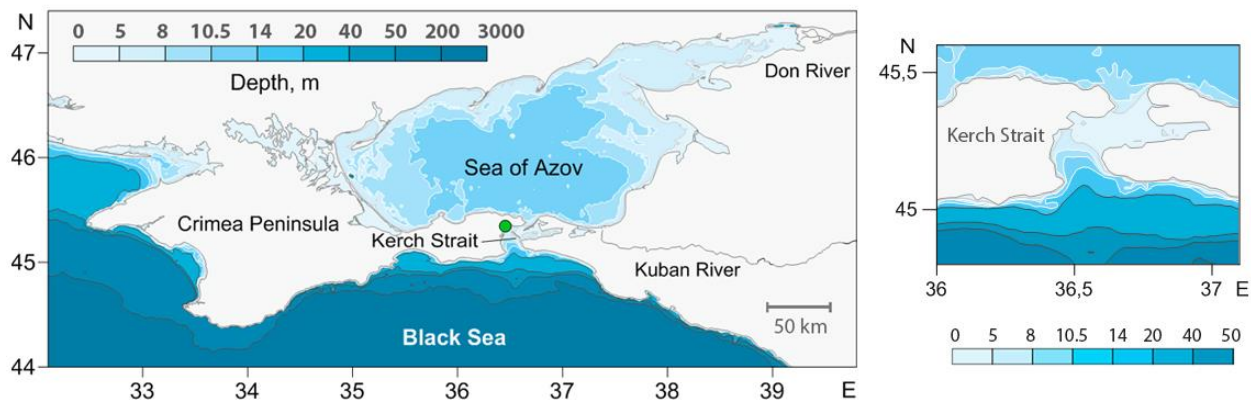 N
0 5 8 10.5 14 20 40 50 200 3000
Depth, m
47
46
45
44
Don River
Sea of Azov
Crimea Peninsula
Kerch Strait
Kuban River
Black Sea
50 km
33 34 35 36 37 38 39 E
N
45,5
Kerch Strait
45
36 36,5 37 E
0 5 8 10.5 14 20 40 50